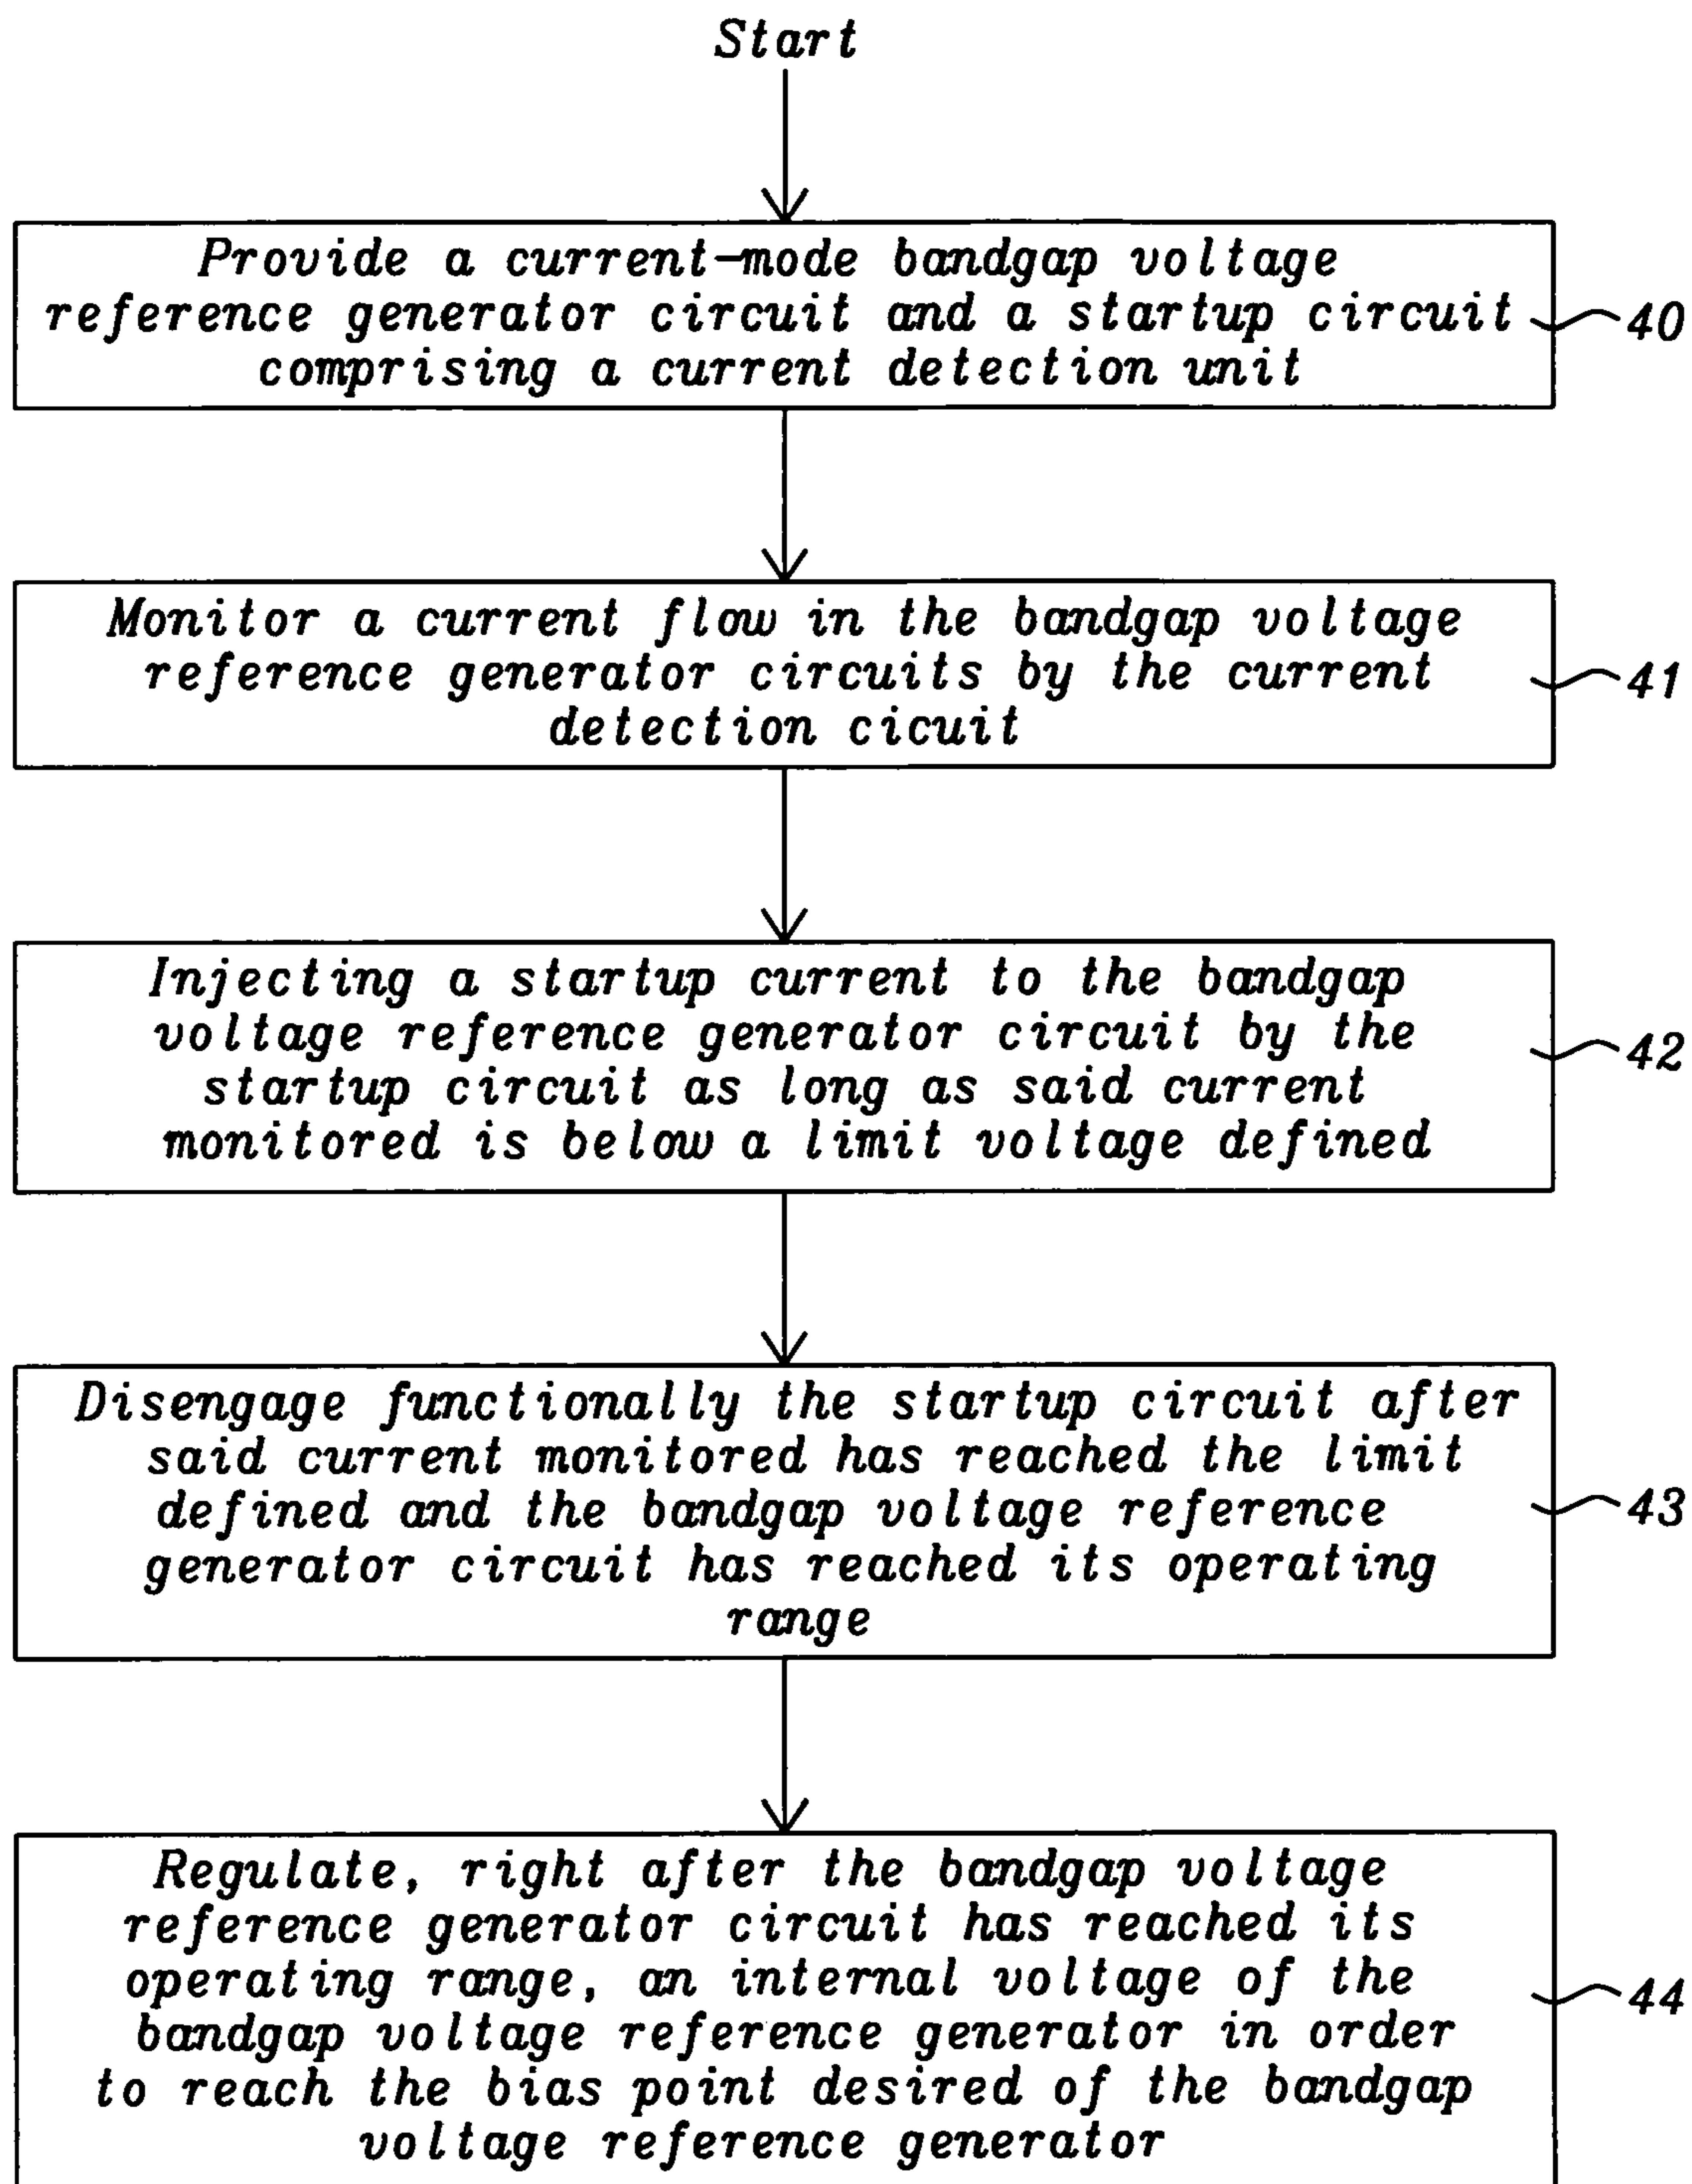 Start
Provide a current-mode bandgap voltage
reference generator circuit and a startup circuit
comprising a current detection unit
40
Monitor a current flow in the bandgap voltage
reference generator circuits by the current
detection cicuit
41
Injecting a startup current to the bandgap
voltage reference generator circuit by the
startup circuit as long as said current
monitored is below a limit voltage defined
42
Disengage functionally the startup circuit after
said current monitored has reached the limit
defined and the bandgap voltage reference
generator circuit has reached its operating
range
43
Regulate, right after the bandgap voltage
reference generator circuit has reached its
operating range, an internal voltage of the
bandgap voltage reference generator in order
to reach the bias point desired of the bandgap
voltage reference generator
44